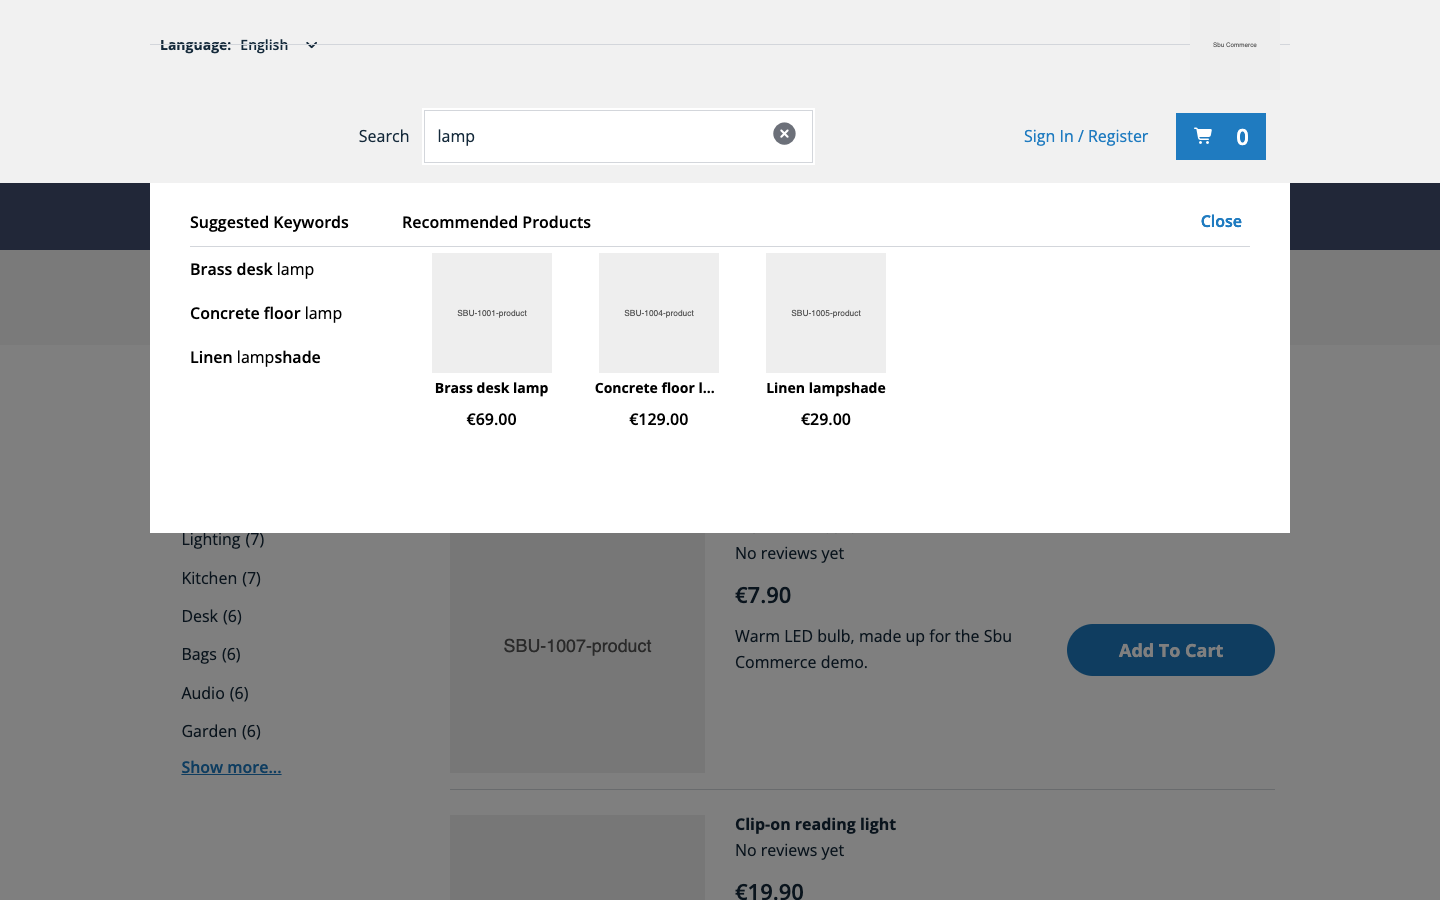 Language: English
Sbu Commerce
Search
lamp
Sign In / Register
0
Suggested Keywords
Recommended Products
Close
Brass desk lamp
Concrete floor lamp
Linen lampshade
SBU-1001-product
SBU-1004-product
SBU-1005-product
Brass desk lamp
Concrete floor l...
Linen lampshade
€69.00
€129.00
€29.00
Lighting (7)
Kitchen (7)
Desk (6)
Bags (6)
Audio (6)
Garden (6)
Show more...
SBU-1007-product
No reviews yet
€7.90
Warm LED bulb, made up for the Sbu
Commerce demo.
Add To Cart
Clip-on reading light
No reviews yet
€19.90